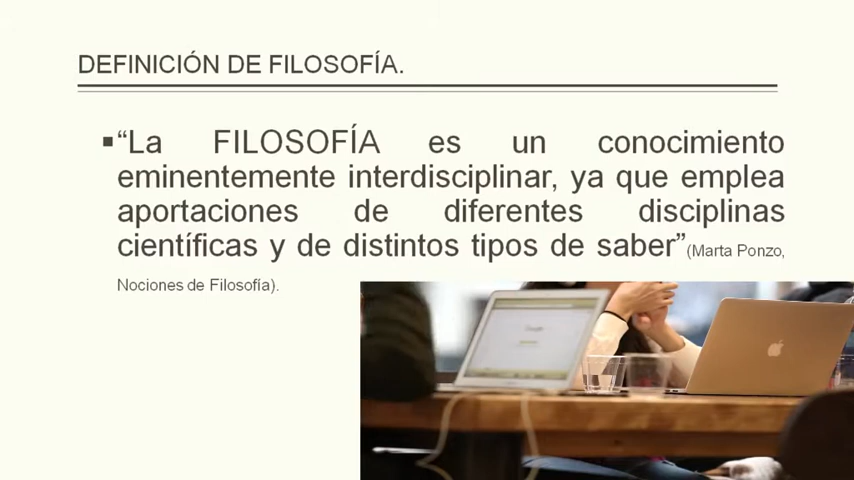 DEFINICIÓN DE FILOSOFÍA.
▪“La FILOSOFÍA es un conocimiento
eminentemente interdisciplinar, ya que emplea
aportaciones de diferentes disciplinas
científicas y de distintos tipos de saber”(Marta Ponzo,
Nociones de Filosofía).